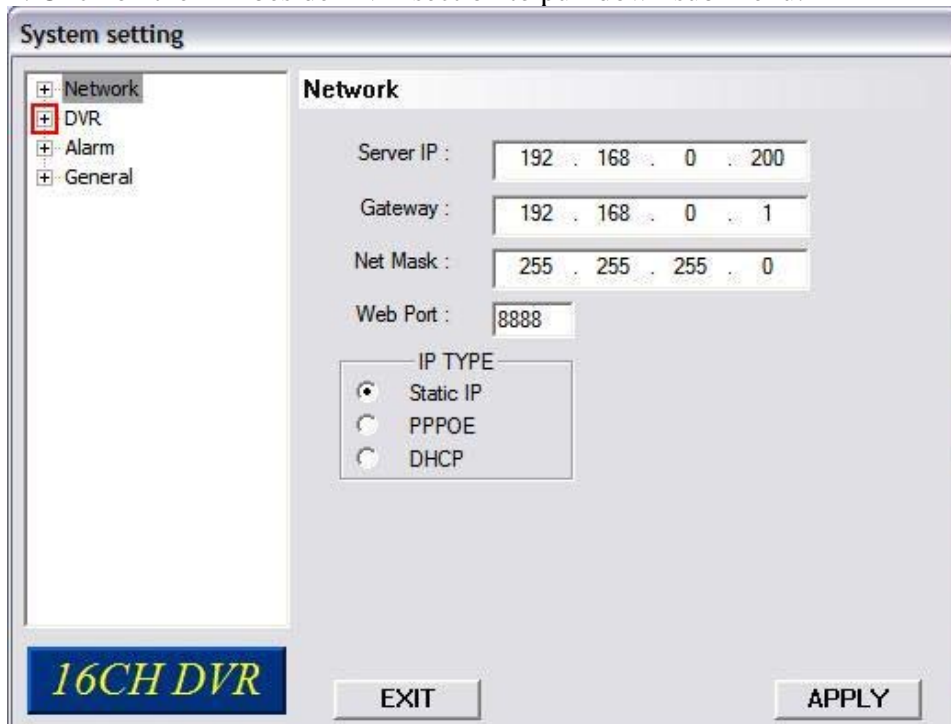 System setting
Network
DVR
Alarm
General
Network
Server IP : 192 . 168 . 0 . 200
Gateway : 192 . 168 . 0 . 1
Net Mask : 255 . 255 . 255 . 0
Web Port : 8888
IP TYPE
Static IP
PPPOE
DHCP
16CH DVR
EXIT
APPLY